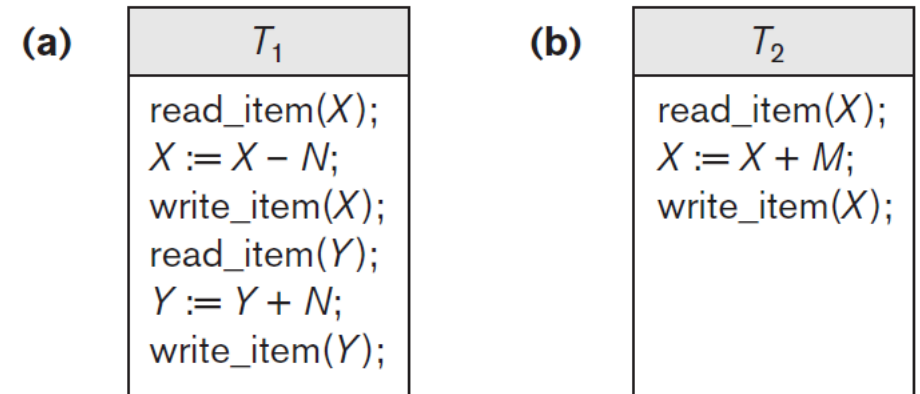 (a)
T₁
read_item(X);
X := X – N;
write_item(X);
read_item(Y);
Y := Y + N;
write_item(Y);
(b)
T₂
read_item(X);
X := X + M;
write_item(X);